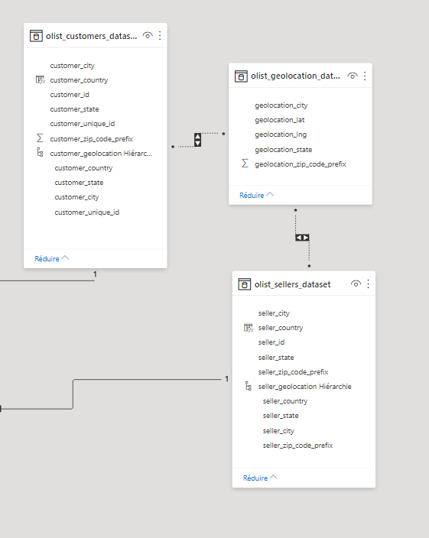 olist_customers_datas...
customer_city
customer_country
customer_id
customer_state
customer_unique_id
customer_zip_code_prefix
customer_geolocation Hiérarc...
customer_country
customer_state
customer_city
customer_unique_id
Réduire
1
*
*
olist_geolocation_dat...
geolocation_city
geolocation_lat
geolocation_lng
geolocation_state
geolocation_zip_code_prefix
Réduire
*
*
olist_sellers_dataset
seller_city
seller_country
seller_id
seller_state
seller_zip_code_prefix
seller_geolocation Hiérarchie
seller_country
seller_state
seller_city
seller_zip_code_prefix
Réduire
1